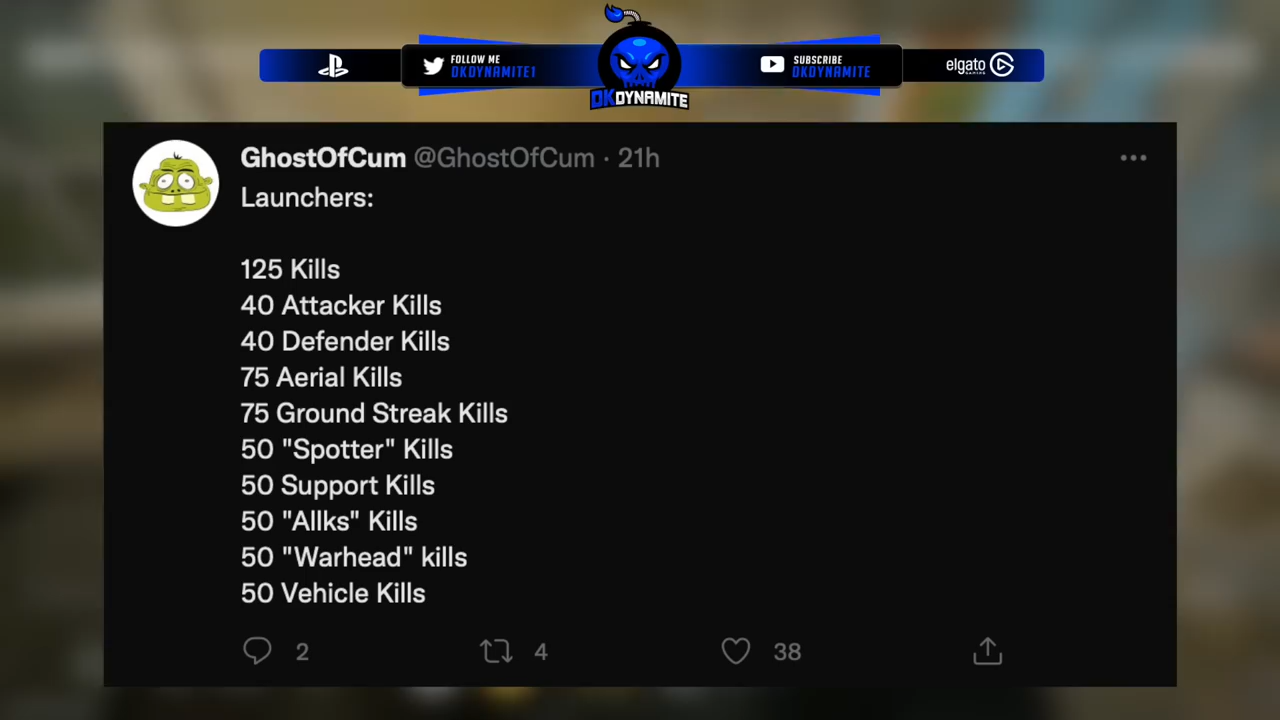 FOLLOW ME
DKDYNAMITE1
SUBSCRIBE
DKDYNAMITE
elgato
GAMING
DKDYNAMITE
GhostOfCum @GhostOfCum · 21h
Launchers:
125 Kills
40 Attacker Kills
40 Defender Kills
75 Aerial Kills
75 Ground Streak Kills
50 "Spotter" Kills
50 Support Kills
50 "Allks" Kills
50 "Warhead" kills
50 Vehicle Kills
2
4
38